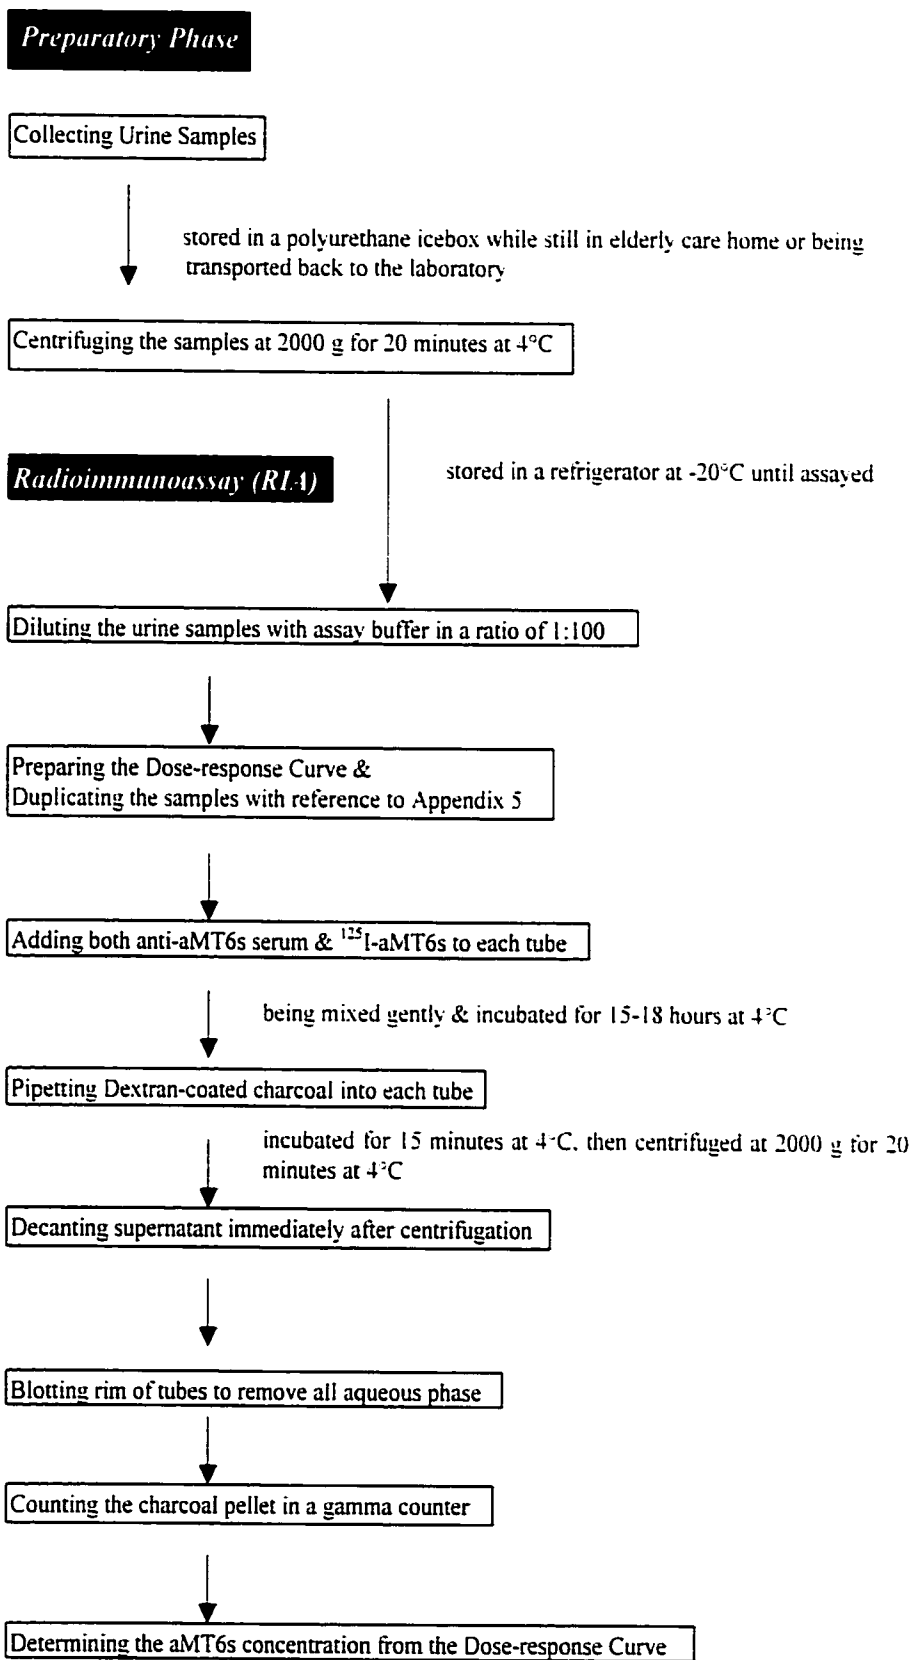 Preparatory Phase
Collecting Urine Samples
stored in a polyurethane icebox while still in elderly care home or being
transported back to the laboratory
Centrifuging the samples at 2000 g for 20 minutes at 4°C
Radioimmunoassay (RIA)
stored in a refrigerator at -20°C until assayed
Diluting the urine samples with assay buffer in a ratio of 1:100
Preparing the Dose-response Curve &
Duplicating the samples with reference to Appendix 5
Adding both anti-aMT6s serum & ¹²⁵I-aMT6s to each tube
being mixed gently & incubated for 15-18 hours at 4°C
Pipetting Dextran-coated charcoal into each tube
incubated for 15 minutes at 4°C, then centrifuged at 2000 g for 20
minutes at 4°C
Decanting supernatant immediately after centrifugation
Blotting rim of tubes to remove all aqueous phase
Counting the charcoal pellet in a gamma counter
Determining the aMT6s concentration from the Dose-response Curve